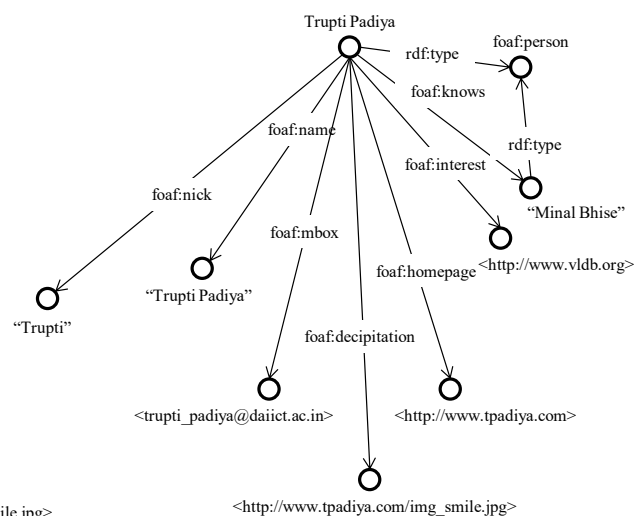 Trupti Padiya
foaf:person
rdf:type
foaf:knows
foaf:name
rdf:type
foaf:interest
foaf:nick
“Minal Bhise”
foaf:mbox
<http://www.vldb.org>
foaf:homepage
“Trupti Padiya”
“Trupti”
foaf:decipitation
<trupti_padiya@daiict.ac.in>
<http://www.tpadiya.com>
<http://www.tpadiya.com/img_smile.jpg>
ile.jpg>